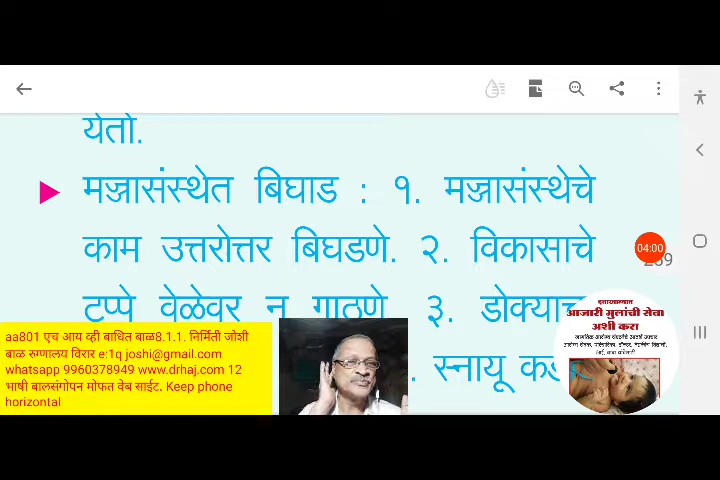 येतो.
मज्जासंस्थेत बिघाड : १. मज्जासंस्थेचे
काम उत्तरोत्तर बिघडणे. २. विकासाचे
टप्पे वेळेवर न गाठणे. ३. डोक्याचा
. स्नायू
04:00
aa801 एच आय व्ही बाधित बाळ8.1.1. निर्मिती जोशी
बाळ रुग्णालय विरार e:1q joshi@gmail.com
whatsapp 9960378949 www.drhaj.com 12
भाषी बालसंगोपन मोफत वेब साईट. Keep phone
horizontal
आजारी मुलांची सेवा
अशी करा